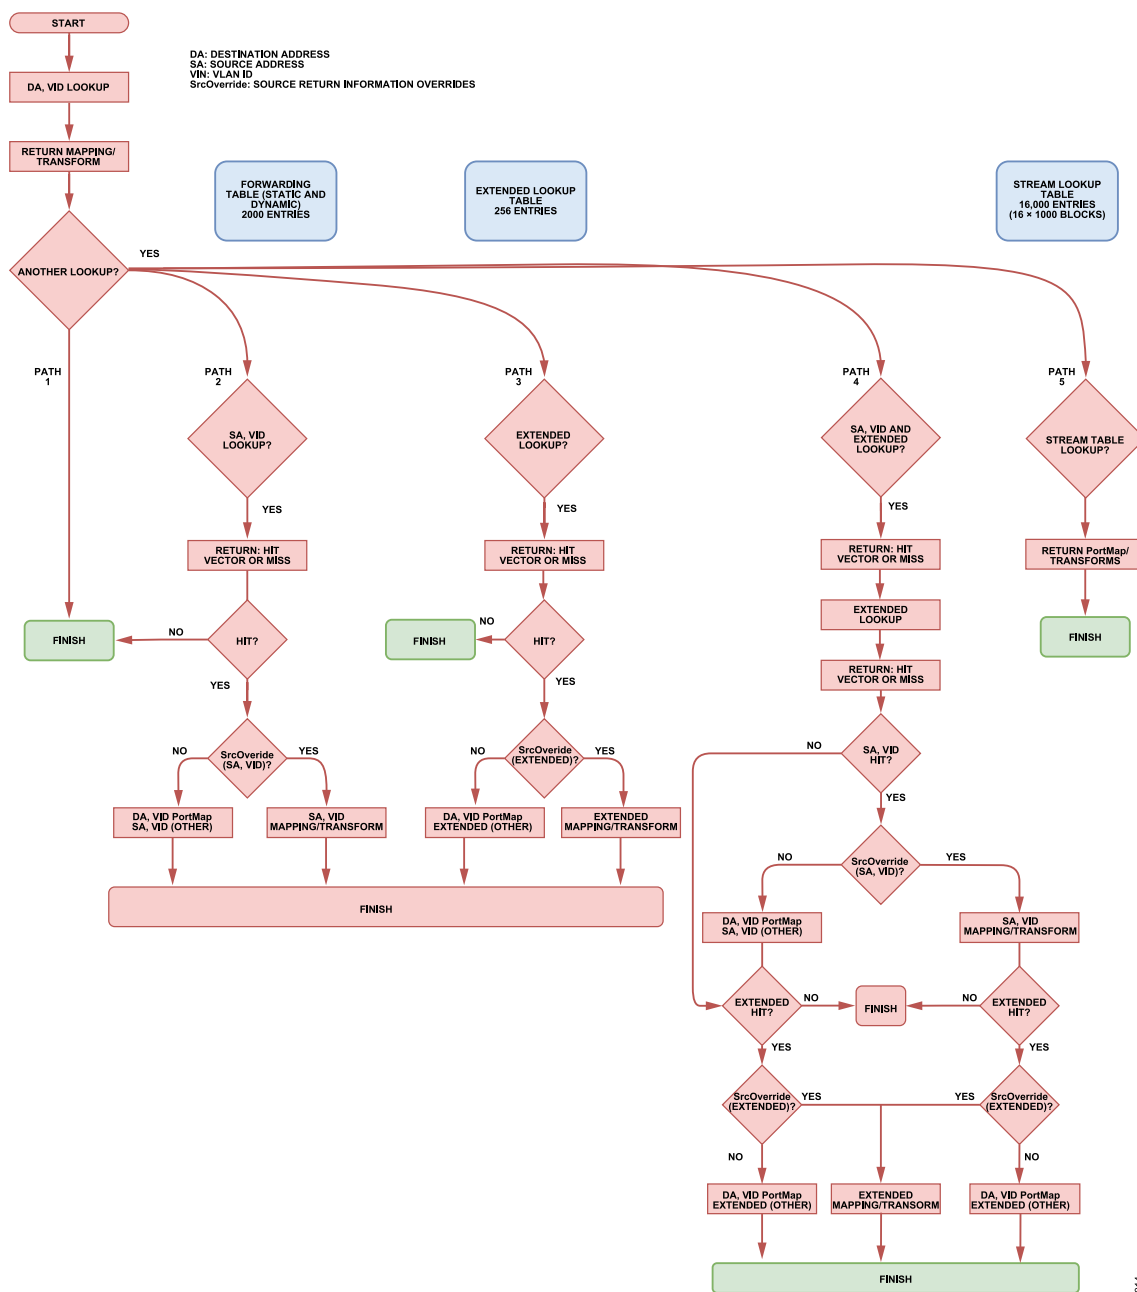 START
DA: DESTINATION ADDRESS
SA: SOURCE ADDRESS
VIN: VLAN ID
SrcOverride: SOURCE RETURN INFORMATION OVERRIDES
DA, VID LOOKUP
RETURN MAPPING/
TRANSFORM
FORWARDING
TABLE (STATIC AND
DYNAMIC)
2000 ENTRIES
EXTENDED LOOKUP
TABLE
256 ENTRIES
STREAM LOOKUP
TABLE
16,000 ENTRIES
(16 × 1000 BLOCKS)
ANOTHER LOOKUP?
YES
PATH
1
PATH
2
PATH
3
PATH
4
PATH
5
SA, VID
LOOKUP?
EXTENDED
LOOKUP?
SA, VID AND
EXTENDED
LOOKUP?
STREAM TABLE
LOOKUP?
YES
YES
YES
RETURN: HIT
VECTOR OR MISS
RETURN: HIT
VECTOR OR MISS
RETURN: HIT
VECTOR OR MISS
RETURN PortMap/
TRANSFORMS
EXTENDED
LOOKUP
FINISH
NO
HIT?
FINISH
NO
HIT?
FINISH
RETURN: HIT
VECTOR OR MISS
YES
YES
NO
SrcOveride
(SA, VID)?
YES
NO
SrcOveride
(EXTENDED)?
YES
NO
SA, VID
HIT?
YES
DA, VID PortMap
SA, VID (OTHER)
SA, VID
MAPPING/TRANSFORM
DA, VID PortMap
EXTENDED (OTHER)
EXTENDED
MAPPING/TRANSFORM
NO
SrcOverride
(SA, VID)?
YES
FINISH
DA, VID PortMap
SA, VID (OTHER)
SA, VID
MAPPING/TRANSFORM
EXTENDED
HIT?
NO
FINISH
NO
EXTENDED
HIT?
YES
YES
SrcOverride
(EXTENDED)?
YES
YES
SrcOverride
(EXTENDED)?
NO
NO
DA, VID PortMap
EXTENDED (OTHER)
EXTENDED
MAPPING/TRANSORM
DA, VID PortMap
EXTENDED (OTHER)
FINISH